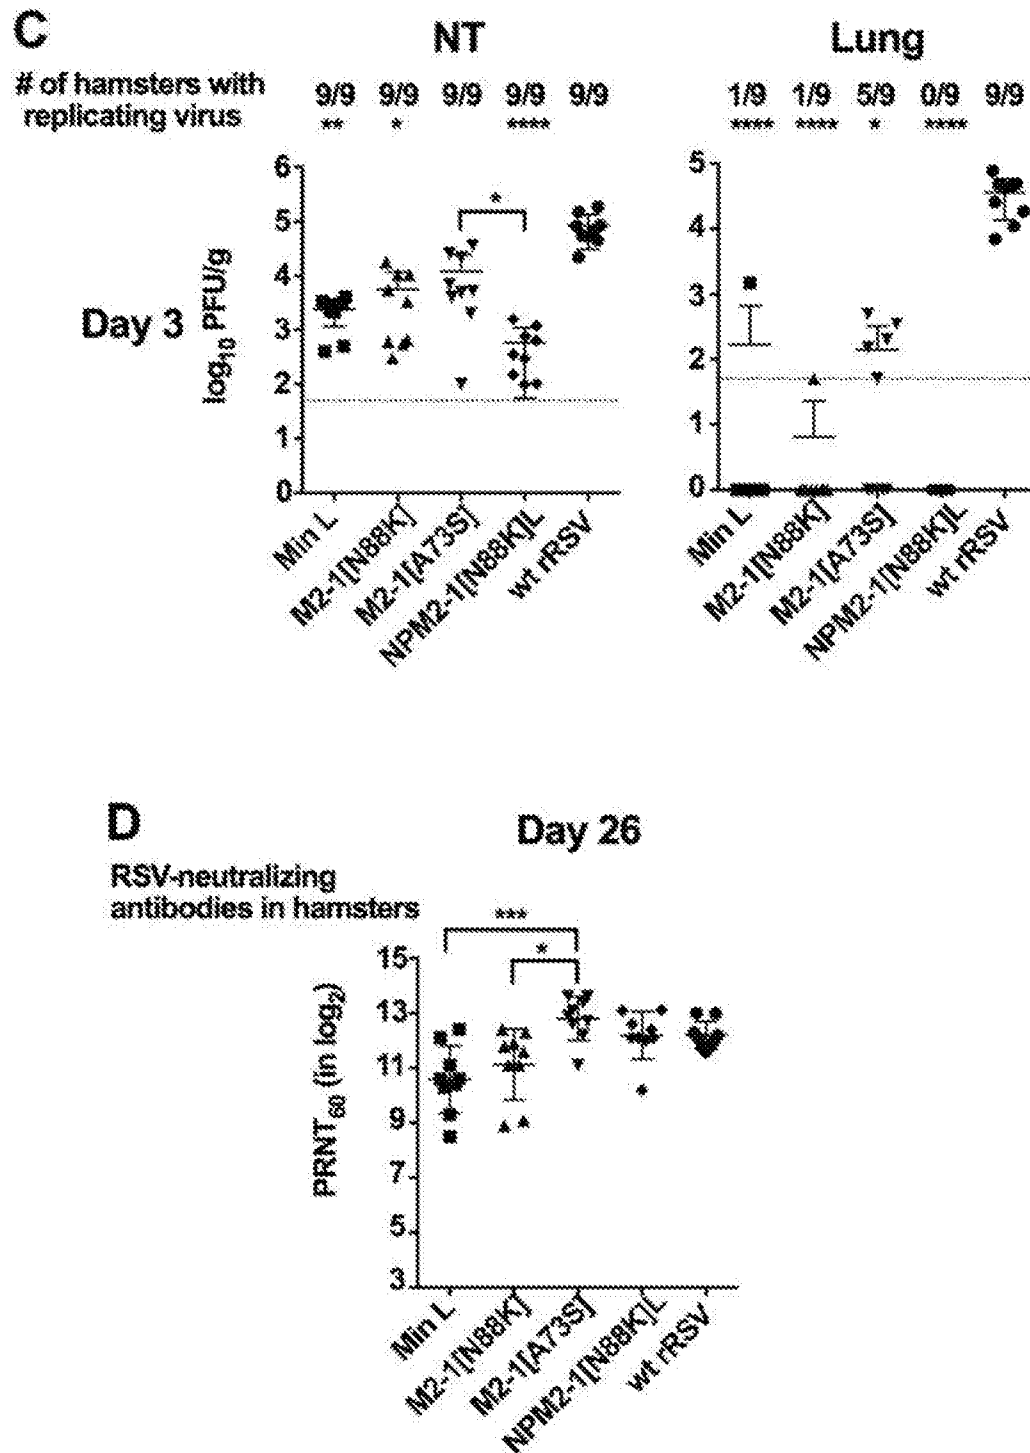 C
NT
Lung
# of hamsters with
replicating virus
9/9 9/9 9/9 9/9 9/9
** * ****
1/9 1/9 5/9 0/9 9/9
**** **** * ****
Day 3
log10 PFU/g
6
5
4
3
2
1
0
*
Min L
M2-1[N88K]
M2-1[A73S]
NPM2-1[N88K]L
wt rRSV
5
4
3
2
1
0
Min L
M2-1[N88K]
M2-1[A73S]
NPM2-1[N88K]L
wt rRSV
D
Day 26
RSV-neutralizing
antibodies in hamsters
***
*
PRNT60 (in log2)
15
13
11
9
7
5
3
Min L
M2-1[N88K]
M2-1[A73S]
NPM2-1[N88K]L
wt rRSV